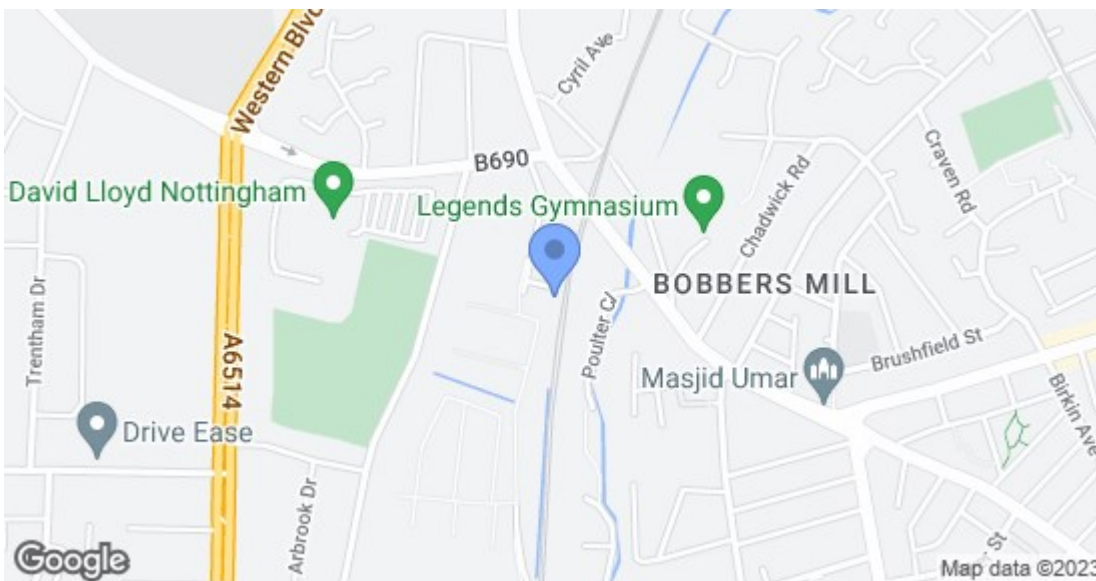 Western Blvd
Cyril Ave
B690
David Lloyd Nottingham
Legends Gymnasium
Chadwick Rd
Craven Rd
BOBBERS MILL
Trentham Dr
A6514
Poulter Cl
Brushfield St
Masjid Umar
Birkin Ave
Drive Ease
Arbrook Dr
St
Google
Map data ©2023